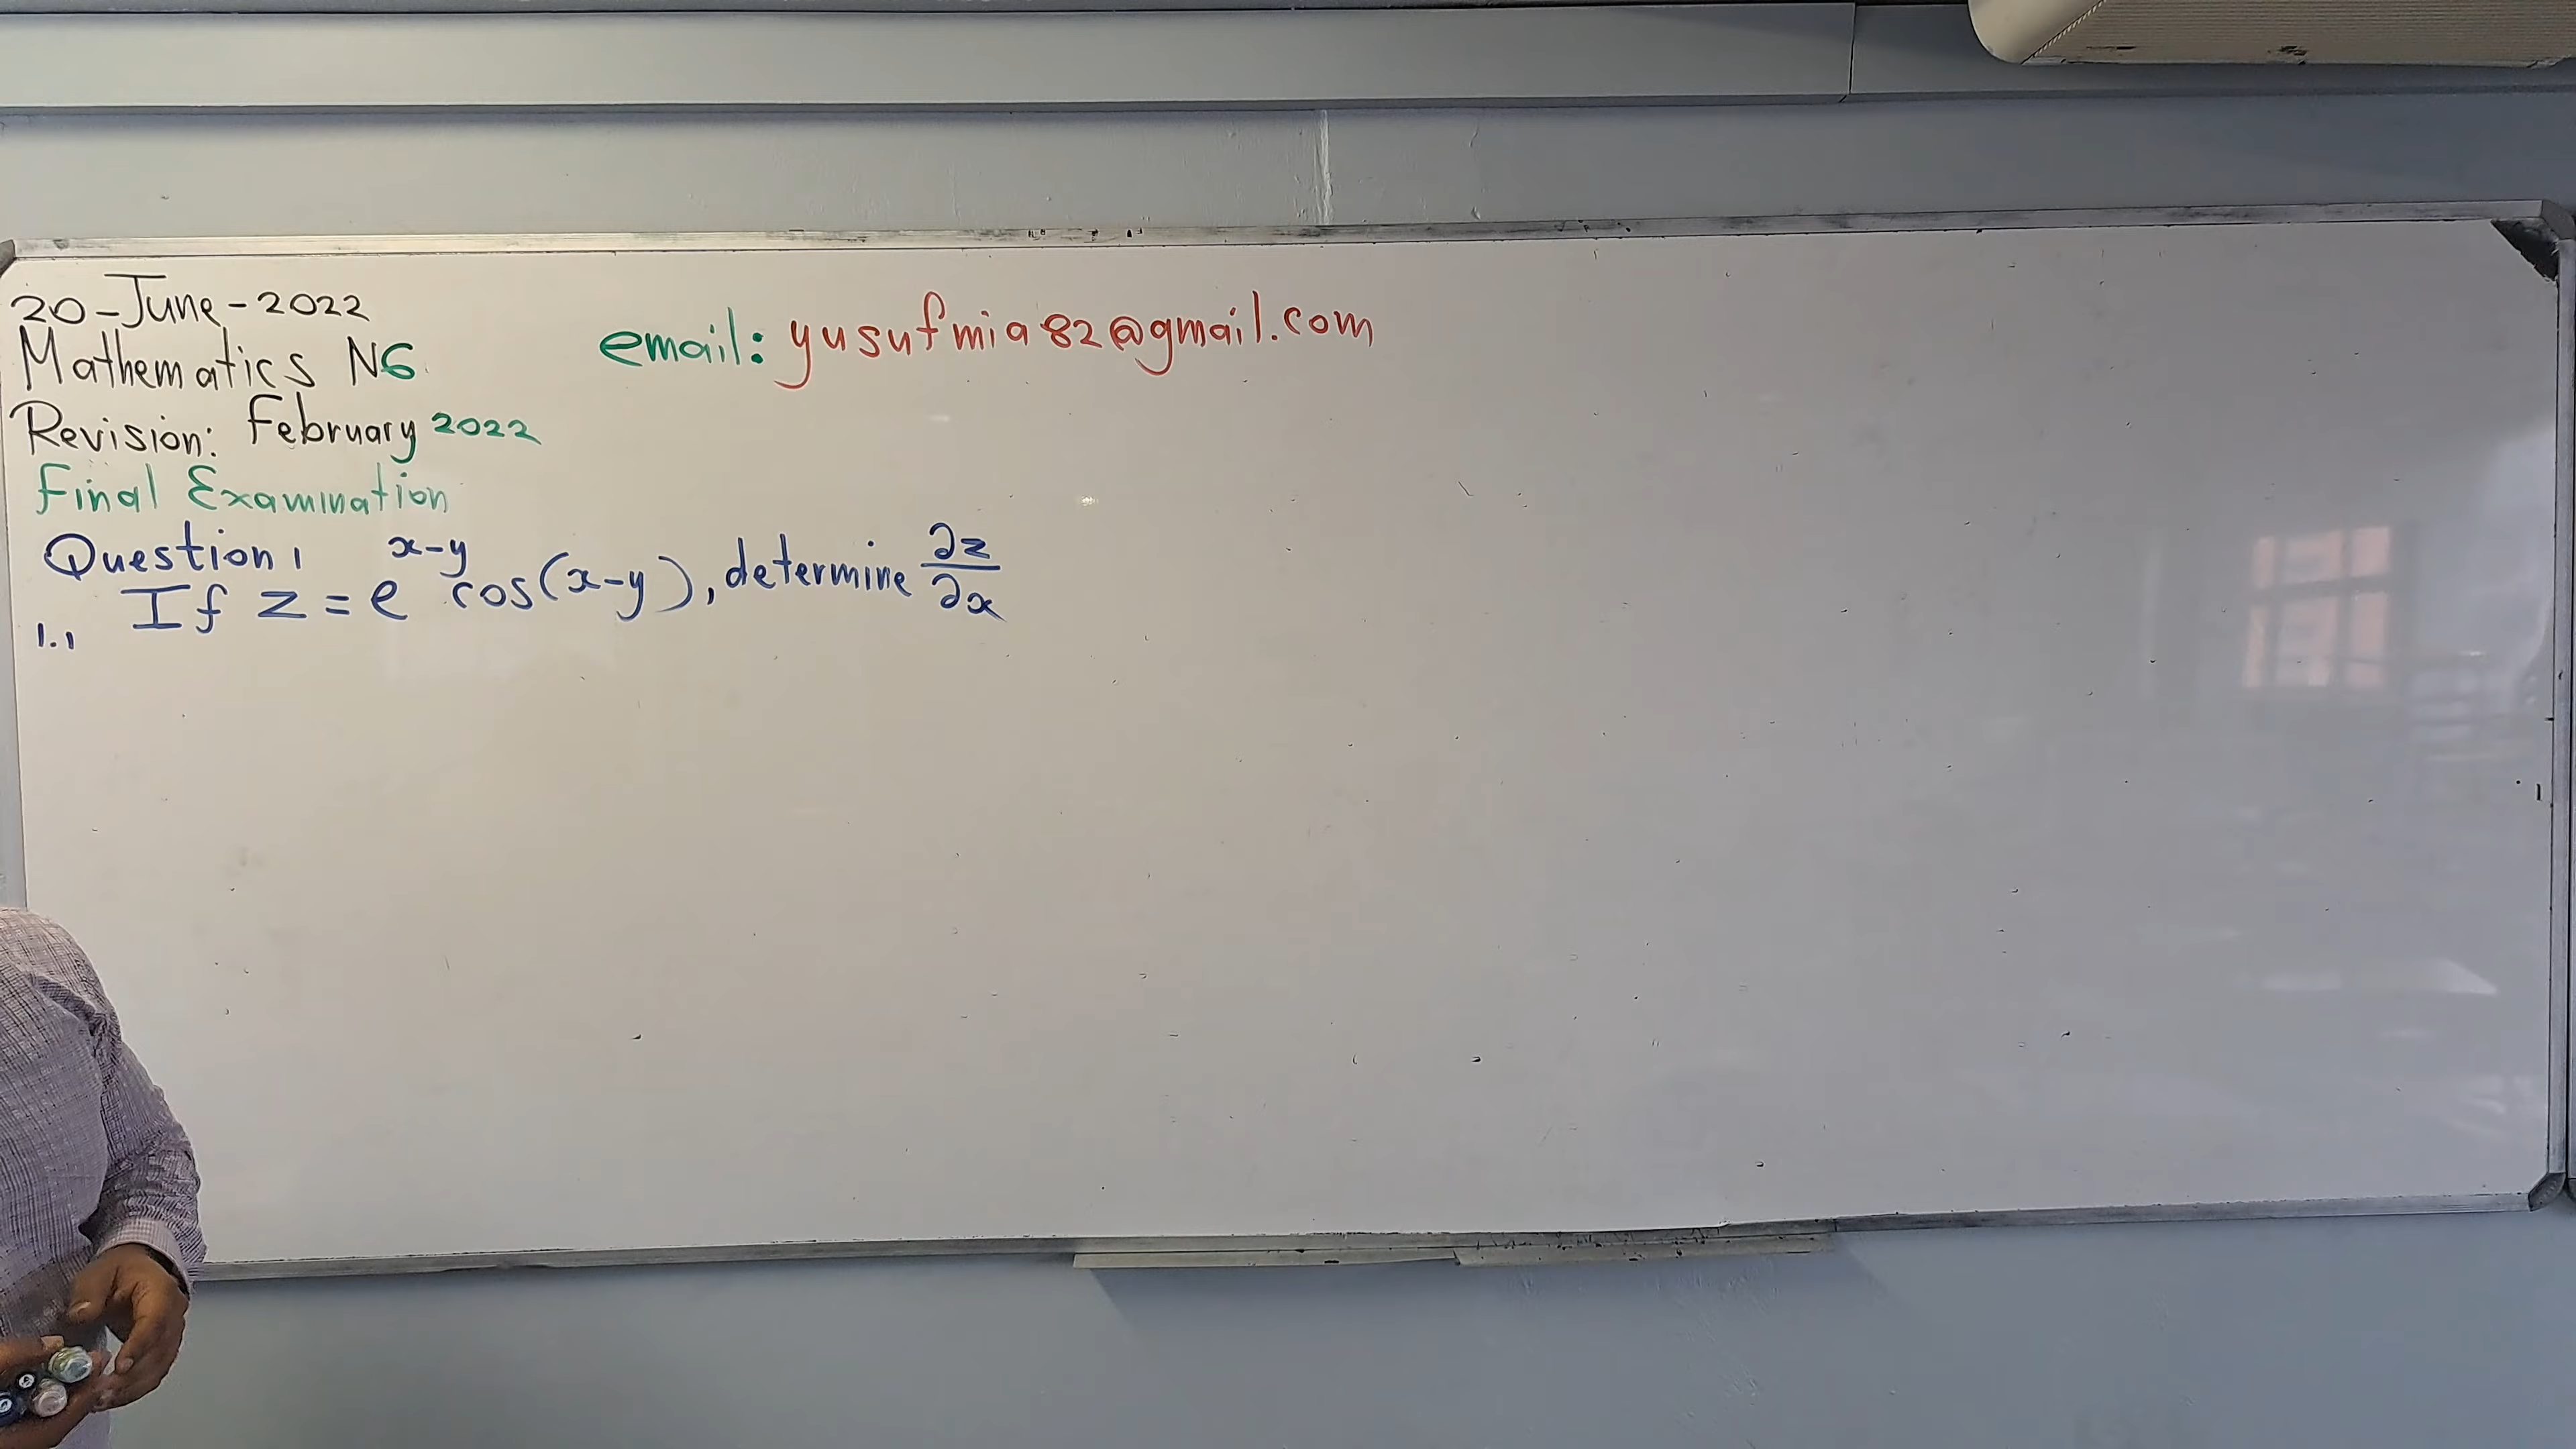 20-June-2022
Mathematics N6
email: yusufmia82@gmail.com
Revision: February 2022
Final Examination
Question 1
1.1 If z = e^{x-y} cos(x-y), determine ∂z/∂x